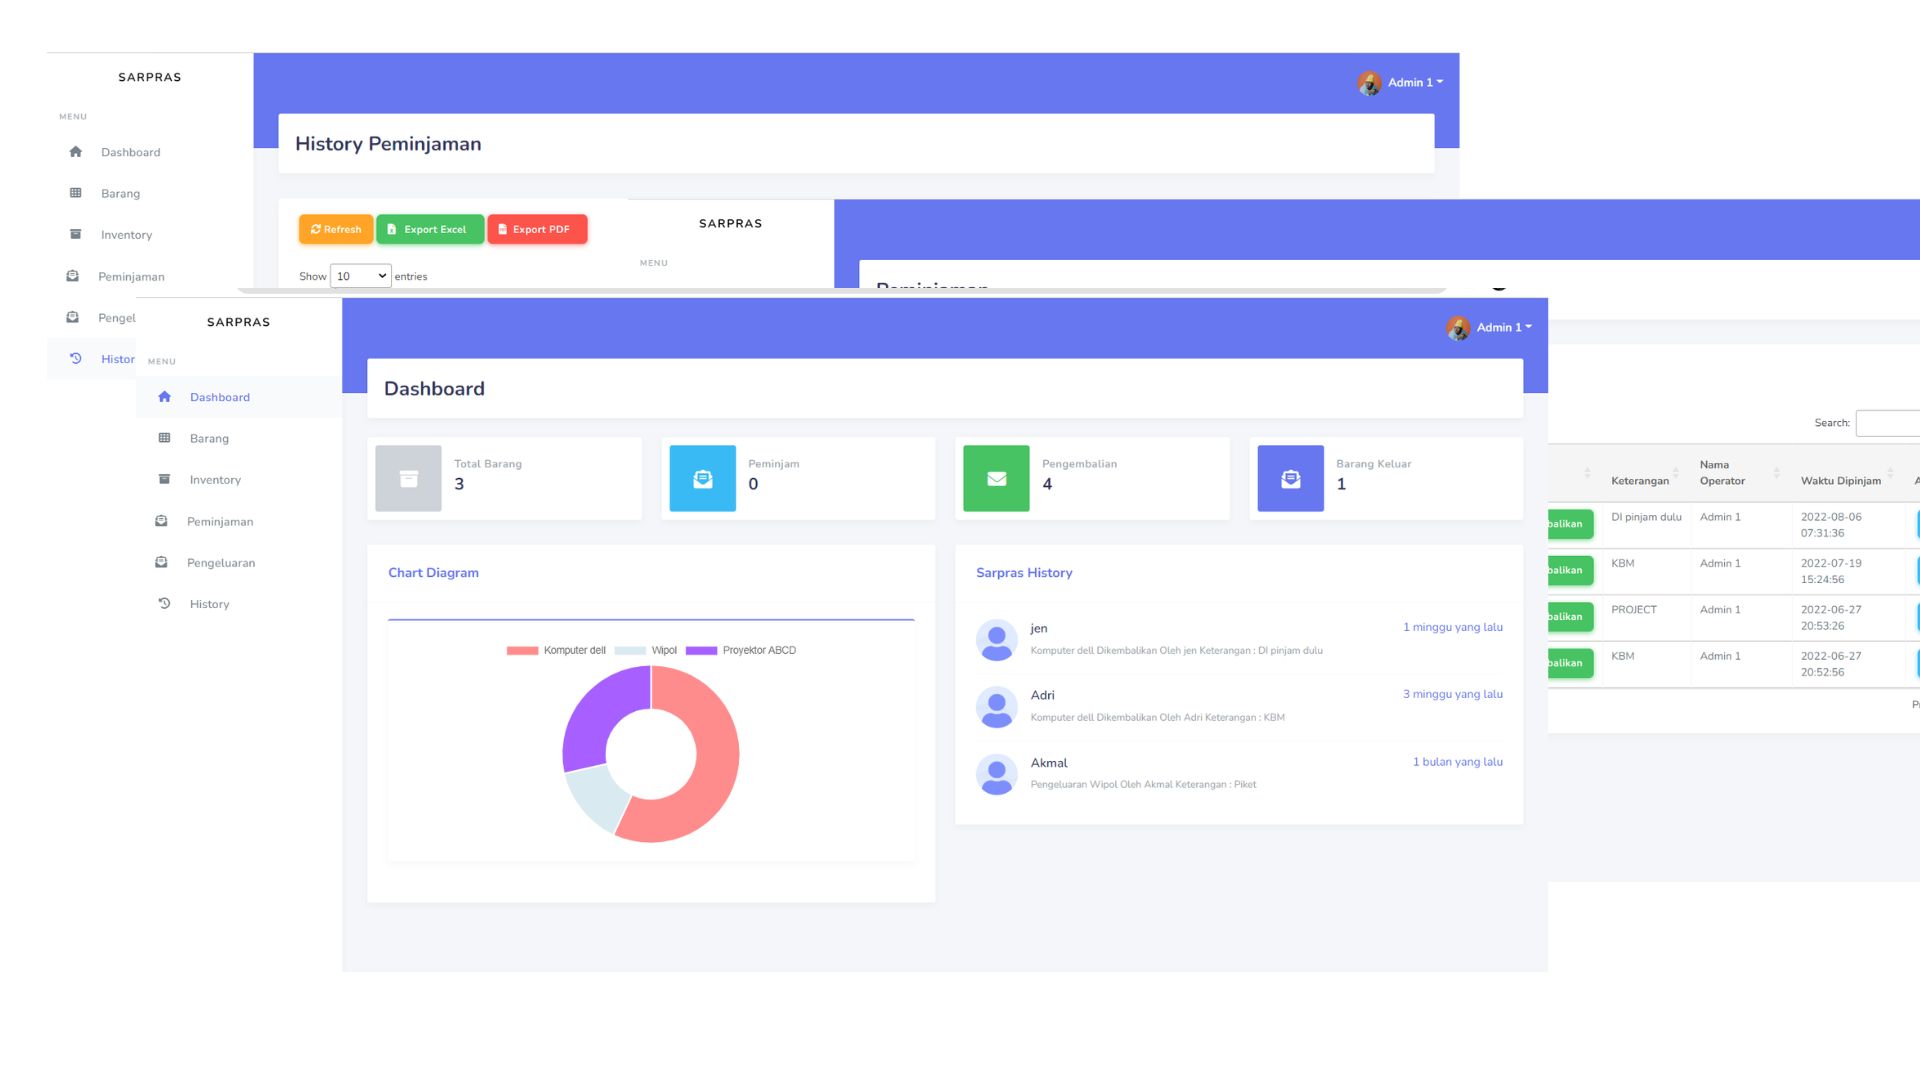 SARPRAS
MENU
Dashboard
Barang
Inventory
Peminjaman
Admin 1
History Peminjaman
Refresh
Export Excel
Export PDF
Show 10 entries
SARPRAS
MENU
Search:
Keterangan
Nama
Operator
Waktu Dipinjam
DI pinjam dulu
Admin 1
2022-08-06
07:31:36
KBM
Admin 1
2022-07-19
15:24:56
PROJECT
Admin 1
2022-06-27
20:53:26
KBM
Admin 1
2022-06-27
20:52:56
SARPRAS
MENU
Dashboard
Barang
Inventory
Peminjaman
Pengeluaran
History
Admin 1
Dashboard
Total Barang
3
Peminjam
0
Pengembalian
4
Barang Keluar
1
Chart Diagram
Komputer dell
Wipol
Proyektor ABCD
Sarpras History
jen
1 minggu yang lalu
Komputer dell Dikembalikan Oleh jen Keterangan : DI pinjam dulu
Adri
3 minggu yang lalu
Komputer dell Dikembalikan Oleh Adri Keterangan : KBM
Akmal
1 bulan yang lalu
Pengeluaran Wipol Oleh Akmal Keterangan : Piket